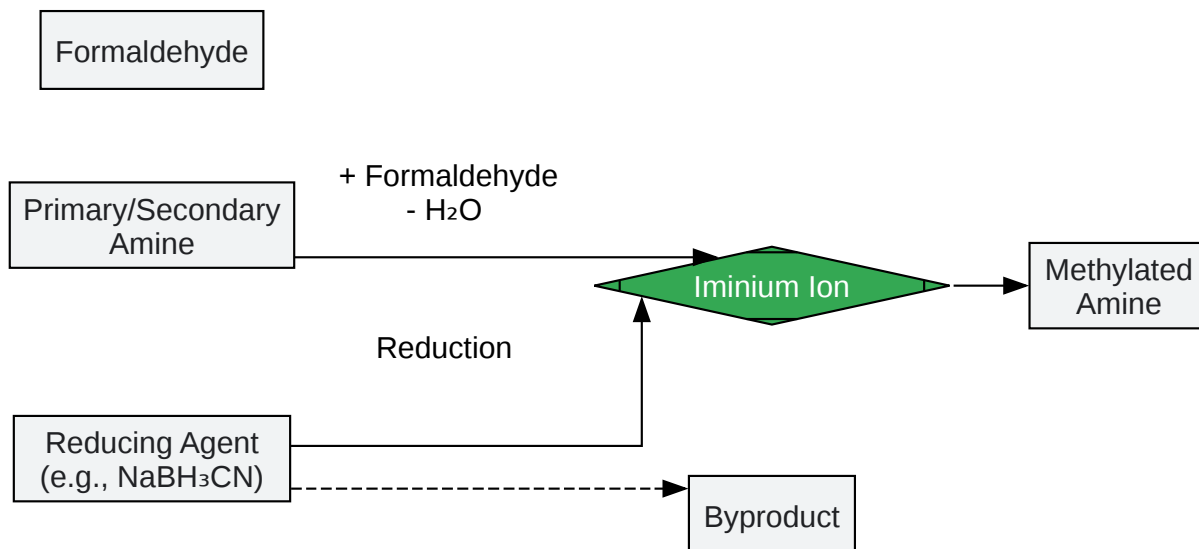 Formaldehyde
+ Formaldehyde
- H₂O
Primary/Secondary
Amine
Iminium Ion
Methylated
Amine
Reduction
Reducing Agent
(e.g., NaBH₃CN)
Byproduct